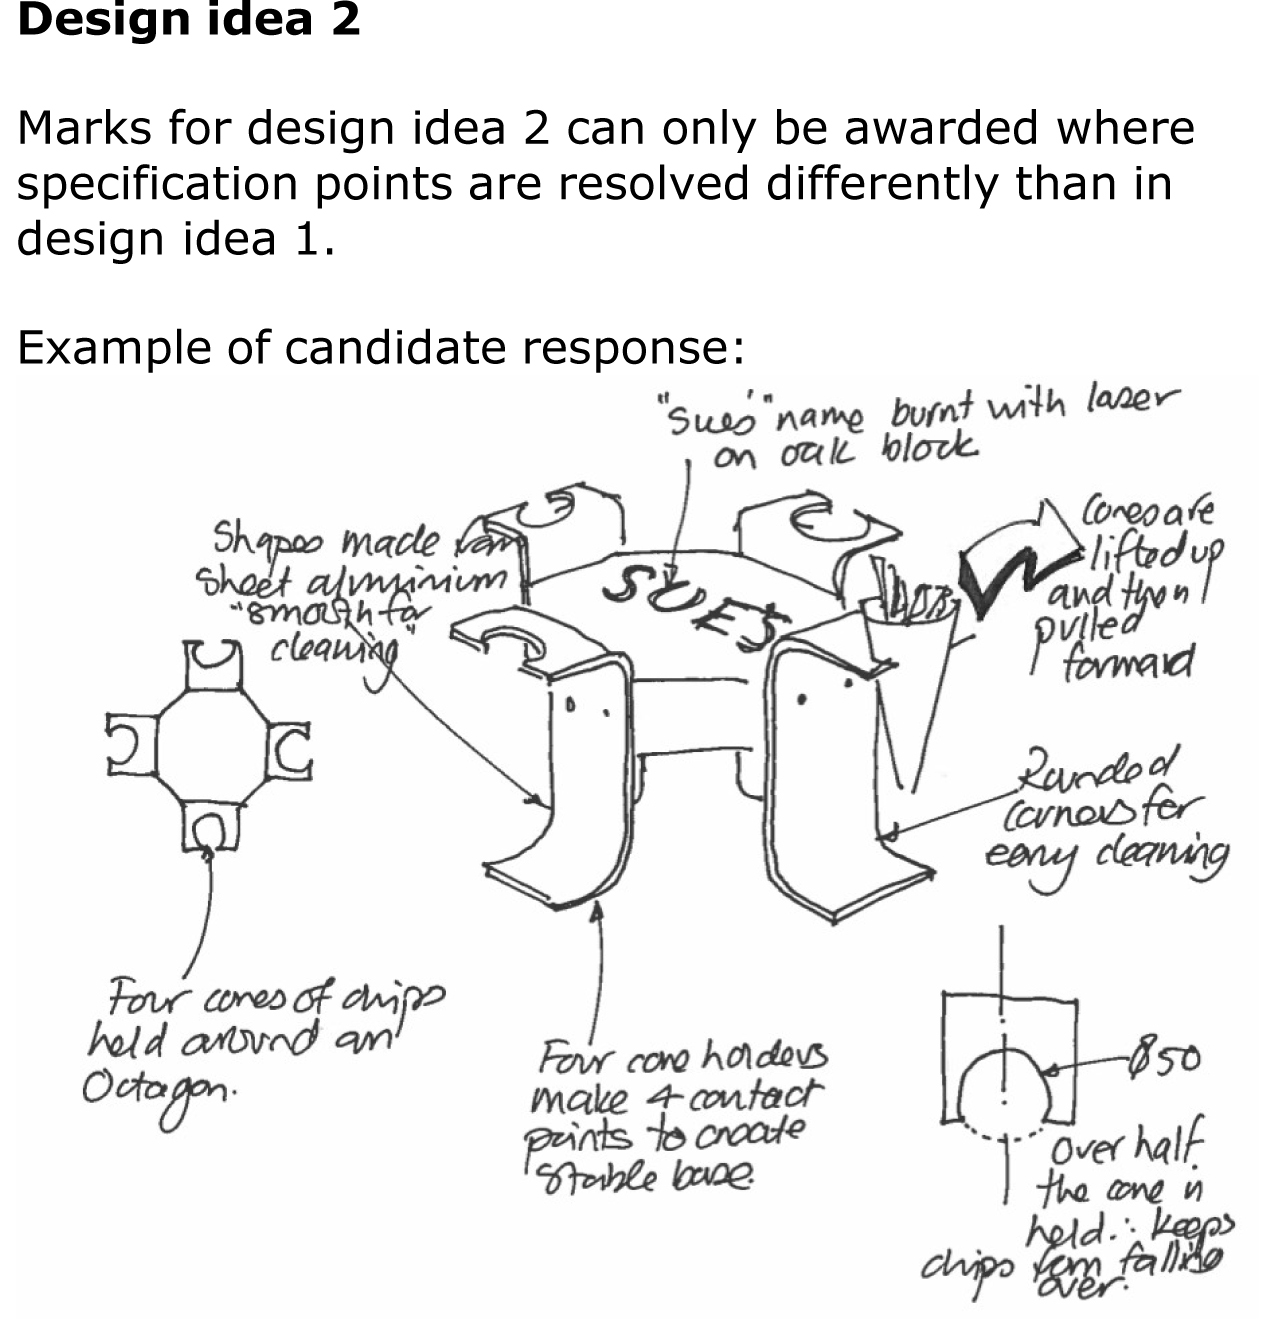 Design idea 2
Marks for design idea 2 can only be awarded where
specification points are resolved differently than in
design idea 1.
Example of candidate response:
"Sues" name burnt with laser
on oak block
Shapes made from
sheet aluminium
"smooth for
cleaning"
SUES
Cones are
lifted up
and then
pulled
forward
Rounded
corners for
easy cleaning
Four cones of chips
held around an
Octagon.
Four cone holders
make 4 contact
points to create
stable base.
Ø50
Over half
the cone is
held ∴ keeps
chips from falling
over.